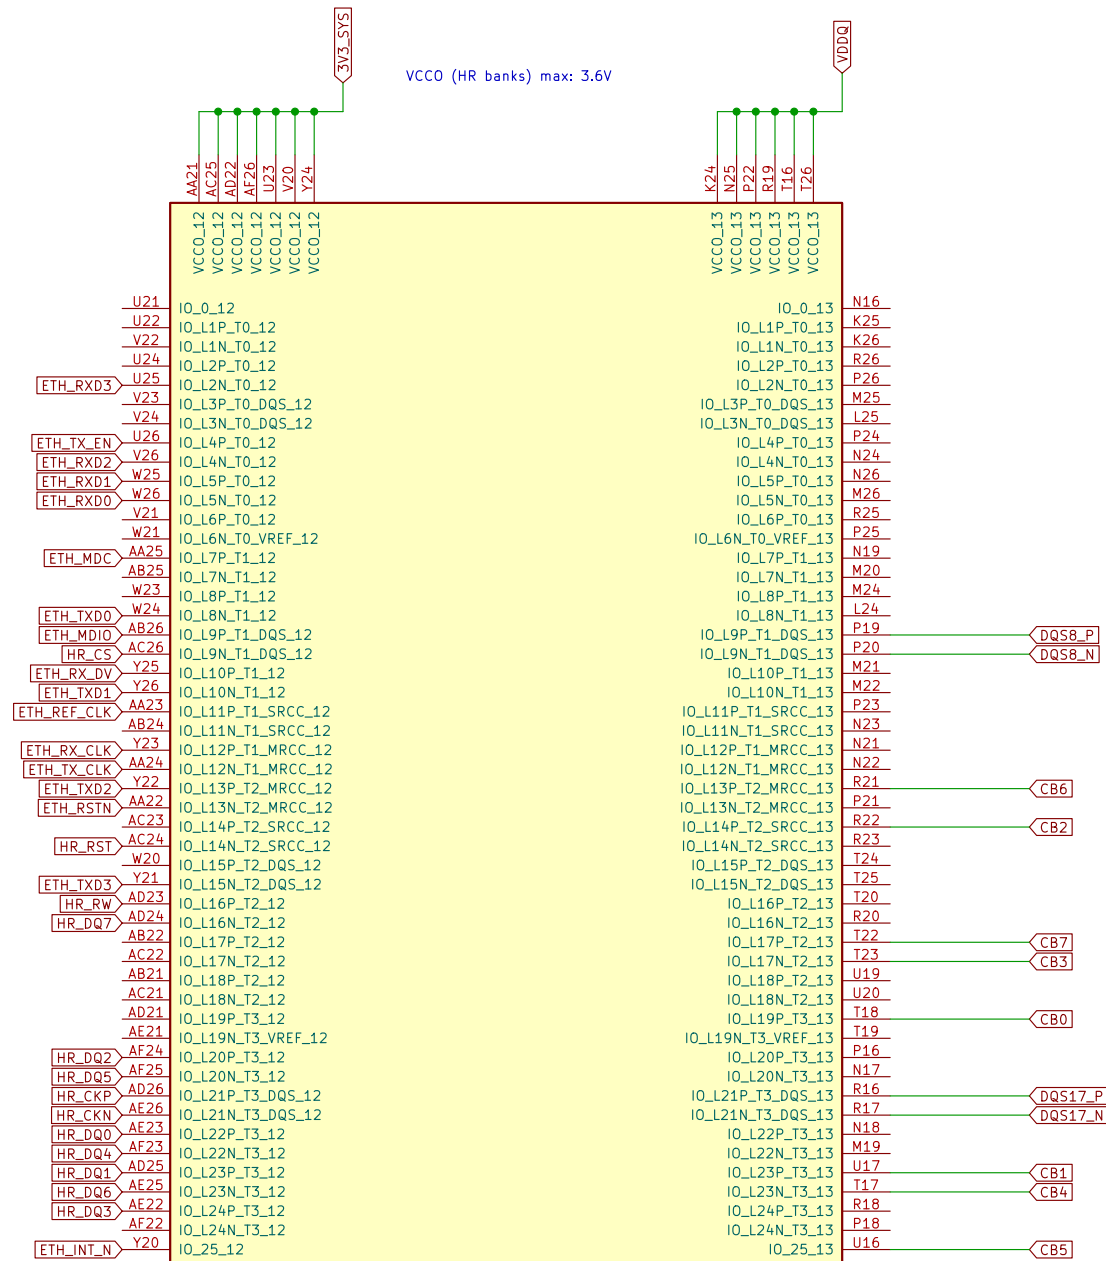 3V3_SYS
VDDQ
VCCO (HR banks) max: 3.6V
AA21 AC25 AD22 AF26 U23 V20 Y24 K24 N25 P22 R19 T16 T26
VCCO_12 VCCO_12 VCCO_12 VCCO_12 VCCO_12 VCCO_12 VCCO_12 VCCO_13 VCCO_13 VCCO_13 VCCO_13 VCCO_13 VCCO_13
U21 IO_0_12 IO_0_13 N16
U22 IO_L1P_T0_12 IO_L1P_T0_13 K25
V22 IO_L1N_T0_12 IO_L1N_T0_13 K26
U24 IO_L2P_T0_12 IO_L2P_T0_13 R26
ETH_RXD3 U25 IO_L2N_T0_12 IO_L2N_T0_13 P26
V23 IO_L3P_T0_DQS_12 IO_L3P_T0_DQS_13 M25
V24 IO_L3N_T0_DQS_12 IO_L3N_T0_DQS_13 L25
ETH_TX_EN U26 IO_L4P_T0_12 IO_L4P_T0_13 P24
ETH_RXD2 V26 IO_L4N_T0_12 IO_L4N_T0_13 N24
ETH_RXD1 W25 IO_L5P_T0_12 IO_L5P_T0_13 N26
ETH_RXD0 W26 IO_L5N_T0_12 IO_L5N_T0_13 M26
V21 IO_L6P_T0_12 IO_L6P_T0_13 R25
W21 IO_L6N_T0_VREF_12 IO_L6N_T0_VREF_13 P25
ETH_MDC AA25 IO_L7P_T1_12 IO_L7P_T1_13 N19
AB25 IO_L7N_T1_12 IO_L7N_T1_13 M20
W23 IO_L8P_T1_12 IO_L8P_T1_13 M24
ETH_TXD0 W24 IO_L8N_T1_12 IO_L8N_T1_13 L24
ETH_MDIO AB26 IO_L9P_T1_DQS_12 IO_L9P_T1_DQS_13 P19 DQS8_P
HR_CS AC26 IO_L9N_T1_DQS_12 IO_L9N_T1_DQS_13 P20 DQS8_N
ETH_RX_DV Y25 IO_L10P_T1_12 IO_L10P_T1_13 M21
ETH_TXD1 Y26 IO_L10N_T1_12 IO_L10N_T1_13 M22
ETH_REF_CLK AA23 IO_L11P_T1_SRCC_12 IO_L11P_T1_SRCC_13 P23
AB24 IO_L11N_T1_SRCC_12 IO_L11N_T1_SRCC_13 N23
ETH_RX_CLK Y23 IO_L12P_T1_MRCC_12 IO_L12P_T1_MRCC_13 N21
ETH_TX_CLK AA24 IO_L12N_T1_MRCC_12 IO_L12N_T1_MRCC_13 N22
ETH_TXD2 Y22 IO_L13P_T2_MRCC_12 IO_L13P_T2_MRCC_13 R21 CB6
ETH_RSTN AA22 IO_L13N_T2_MRCC_12 IO_L13N_T2_MRCC_13 P21
AC23 IO_L14P_T2_SRCC_12 IO_L14P_T2_SRCC_13 R22 CB2
HR_RST AC24 IO_L14N_T2_SRCC_12 IO_L14N_T2_SRCC_13 R23
W20 IO_L15P_T2_DQS_12 IO_L15P_T2_DQS_13 T24
ETH_TXD3 Y21 IO_L15N_T2_DQS_12 IO_L15N_T2_DQS_13 T25
HR_RW AD23 IO_L16P_T2_12 IO_L16P_T2_13 T20
HR_DQ7 AD24 IO_L16N_T2_12 IO_L16N_T2_13 R20
AB22 IO_L17P_T2_12 IO_L17P_T2_13 T22 CB7
AC22 IO_L17N_T2_12 IO_L17N_T2_13 T23 CB3
AB21 IO_L18P_T2_12 IO_L18P_T2_13 U19
AC21 IO_L18N_T2_12 IO_L18N_T2_13 U20
AD21 IO_L19P_T3_12 IO_L19P_T3_13 T18 CB0
AE21 IO_L19N_T3_VREF_12 IO_L19N_T3_VREF_13 T19
HR_DQ2 AF24 IO_L20P_T3_12 IO_L20P_T3_13 P16
HR_DQ5 AF25 IO_L20N_T3_12 IO_L20N_T3_13 N17
HR_CKP AD26 IO_L21P_T3_DQS_12 IO_L21P_T3_DQS_13 R16 DQS17_P
HR_CKN AE26 IO_L21N_T3_DQS_12 IO_L21N_T3_DQS_13 R17 DQS17_N
HR_DQ0 AE23 IO_L22P_T3_12 IO_L22P_T3_13 N18
HR_DQ4 AF23 IO_L22N_T3_12 IO_L22N_T3_13 M19
HR_DQ1 AD25 IO_L23P_T3_12 IO_L23P_T3_13 U17 CB1
HR_DQ6 AE25 IO_L23N_T3_12 IO_L23N_T3_13 T17 CB4
HR_DQ3 AE22 IO_L24P_T3_12 IO_L24P_T3_13 R18
AF22 IO_L24N_T3_12 IO_L24N_T3_13 P18
ETH_INT_N Y20 IO_25_12 IO_25_13 U16 CB5